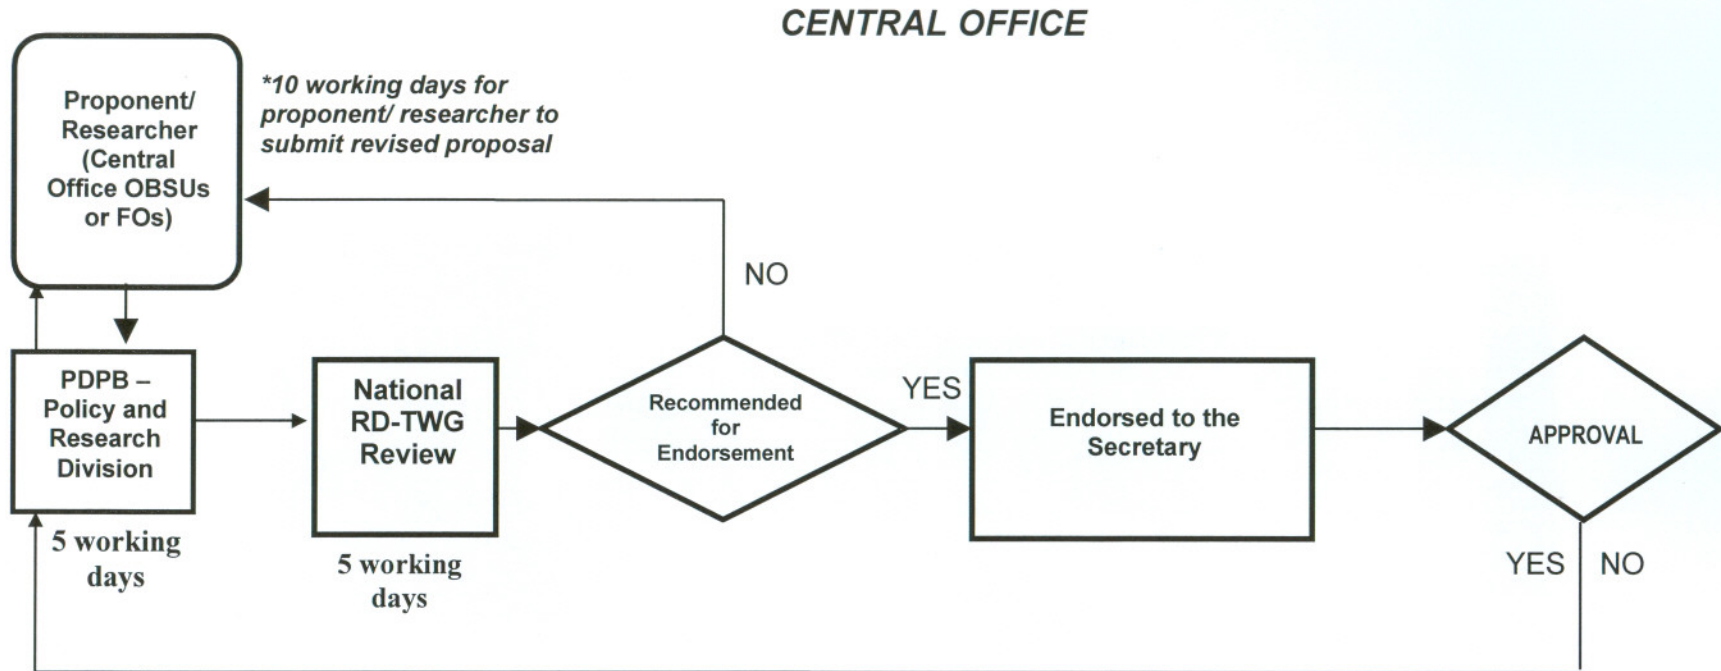 CENTRAL OFFICE
Proponent/
Researcher
(Central
Office OBSUs
or FOs)
*10 working days for
proponent/ researcher to
submit revised proposal
NO
PDPB –
Policy and
Research
Division
5 working
days
National
RD-TWG
Review
5 working
days
Recommended
for
Endorsement
YES
Endorsed to the
Secretary
APPROVAL
YES
NO